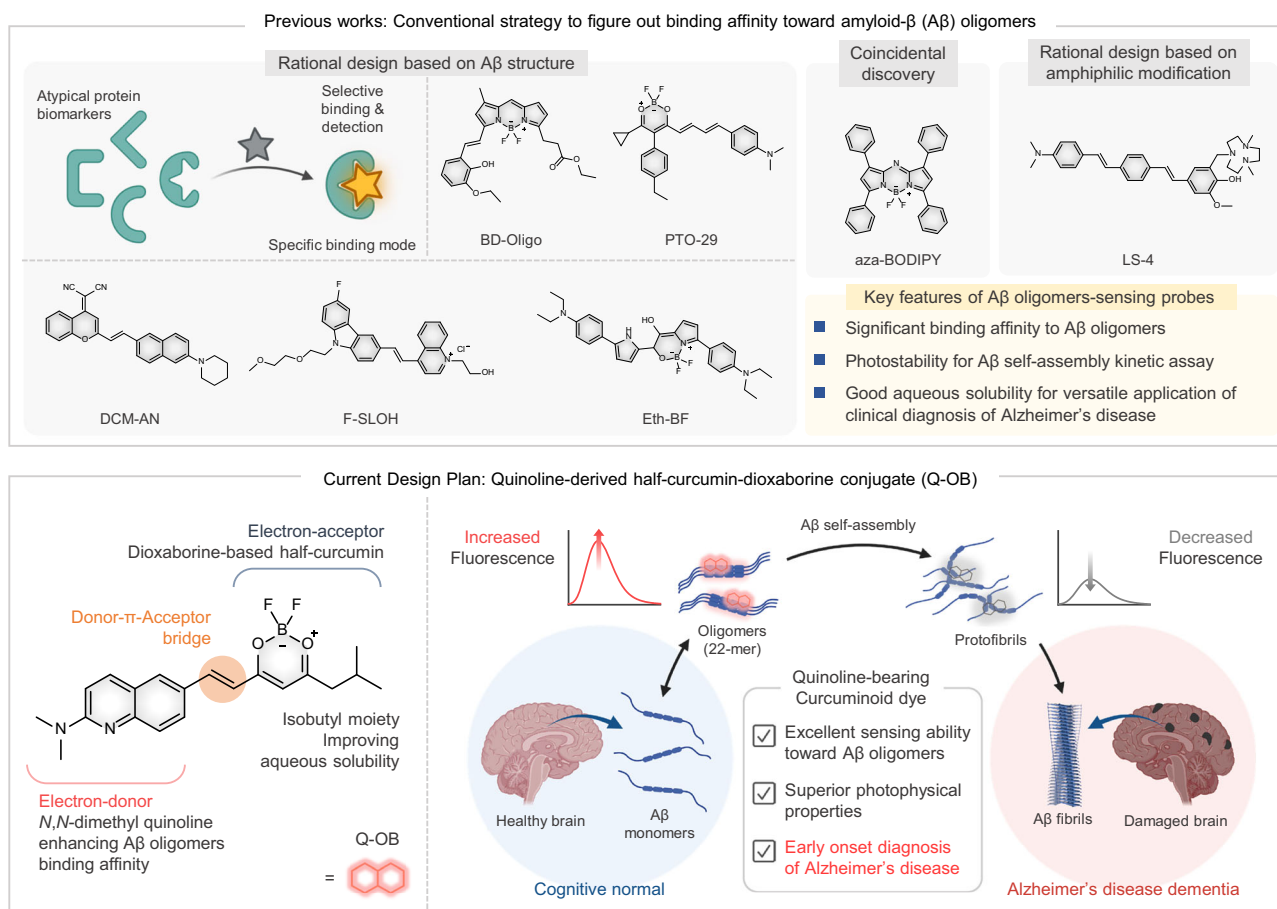 Previous works: Conventional strategy to figure out binding affinity toward amyloid-β (Aβ) oligomers
Rational design based on Aβ structure
Atypical protein
biomarkers
Selective
binding &
detection
Specific binding mode
N
B
-
N
+
F
F
OH
O
O
O
BD-Oligo
F
F
B
-
O
+
O
N
PTO-29
Coincidental
discovery
N
N
B
-
N
+
F
F
aza-BODIPY
Rational design based on
amphiphilic modification
N
N
N
N
OH
O
LS-4
NC
CN
O
N
DCM-AN
F
N
O
O
N
+
Cl⁻
OH
F-SLOH
N
H
N
HO
O
B
-
N
+
F
F
N
Eth-BF
Key features of Aβ oligomers-sensing probes
Significant binding affinity to Aβ oligomers
Photostability for Aβ self-assembly kinetic assay
Good aqueous solubility for versatile application of
clinical diagnosis of Alzheimer's disease
Current Design Plan: Quinoline-derived half-curcumin-dioxaborine conjugate (Q-OB)
Electron-acceptor
Dioxaborine-based half-curcumin
Donor-π-Acceptor
bridge
F
F
B
-
O
O
+
N
N
Isobutyl moiety
Improving
aqueous solubility
Electron-donor
N,N-dimethyl quinoline
enhancing Aβ oligomers
binding affinity
Q-OB
=
Increased
Fluorescence
Aβ self-assembly
Decreased
Fluorescence
Oligomers
(22-mer)
Protofibrils
Healthy brain
Aβ
monomers
Cognitive normal
Quinoline-bearing
Curcuminoid dye
Excellent sensing ability
toward Aβ oligomers
Superior photophysical
properties
Early onset diagnosis
of Alzheimer's disease
Aβ fibrils
Damaged brain
Alzheimer's disease dementia